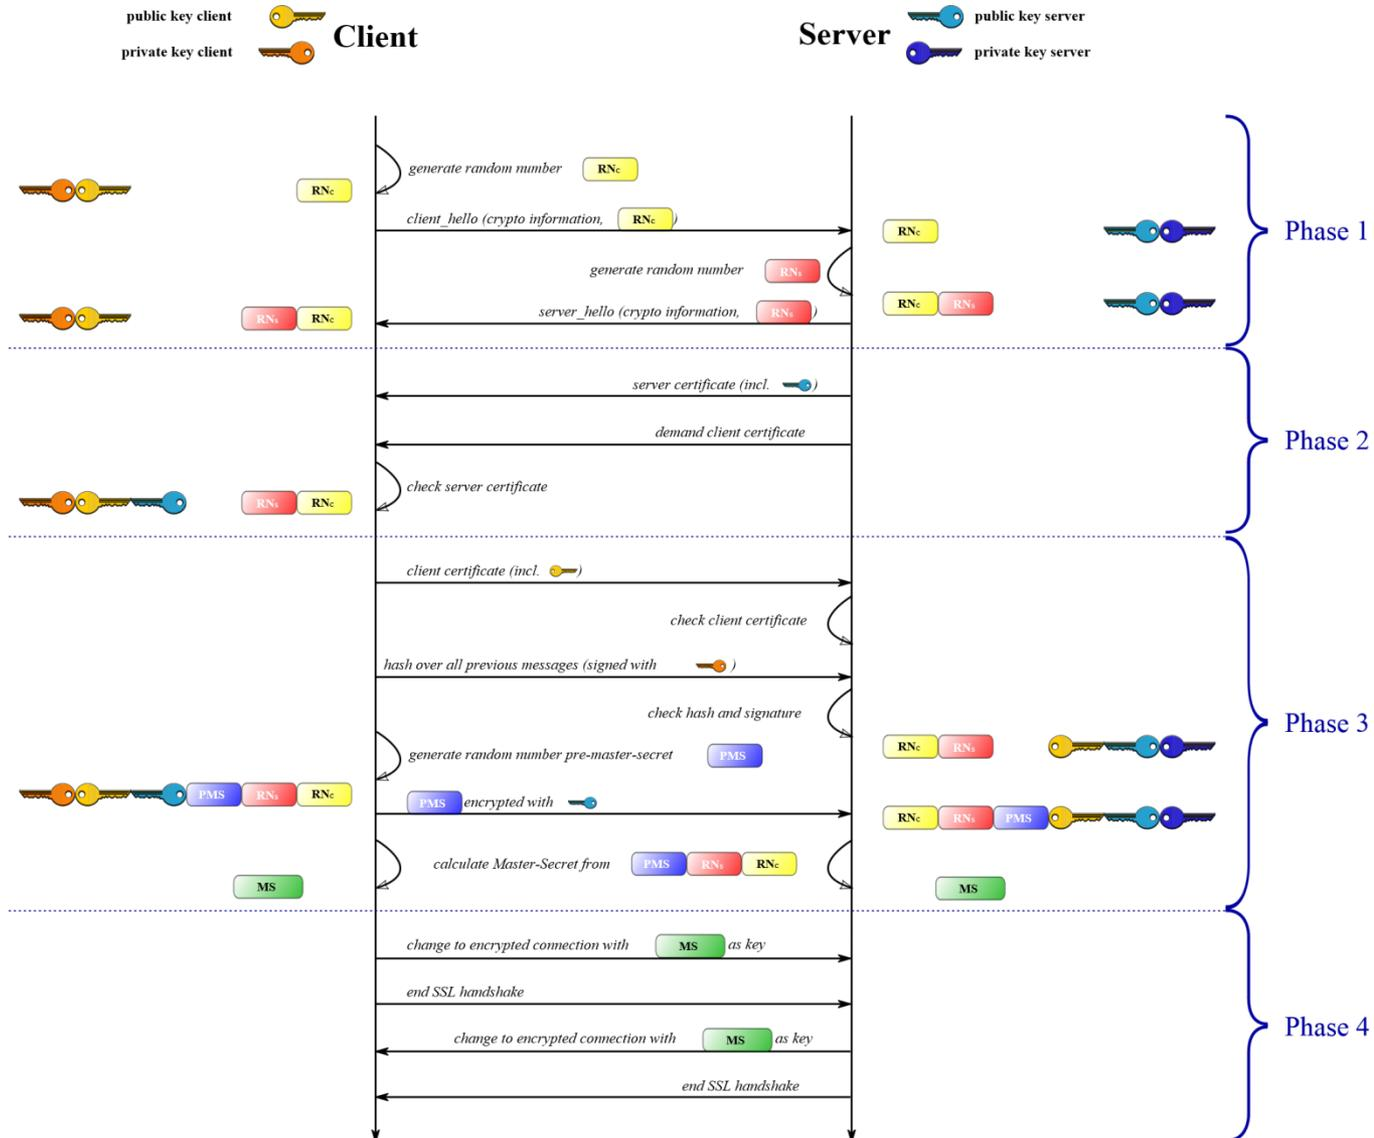 public key client
Client
private key client
Server
public key server
private key server
generate random number RNc
RNc
client_hello (crypto information, RNc )
RNc
Phase 1
generate random number RNs
RNc RNs
server_hello (crypto information, RNs )
RNs RNc
server certificate (incl. )
demand client certificate
Phase 2
check server certificate
RNs RNc
client certificate (incl. )
check client certificate
hash over all previous messages (signed with )
check hash and signature
Phase 3
RNc RNs
generate random number pre-master-secret PMS
PMS RNs RNc
PMS encrypted with
RNc RNs PMS
calculate Master-Secret from PMS RNs RNc
MS
MS
change to encrypted connection with MS as key
end SSL handshake
Phase 4
change to encrypted connection with MS as key
end SSL handshake